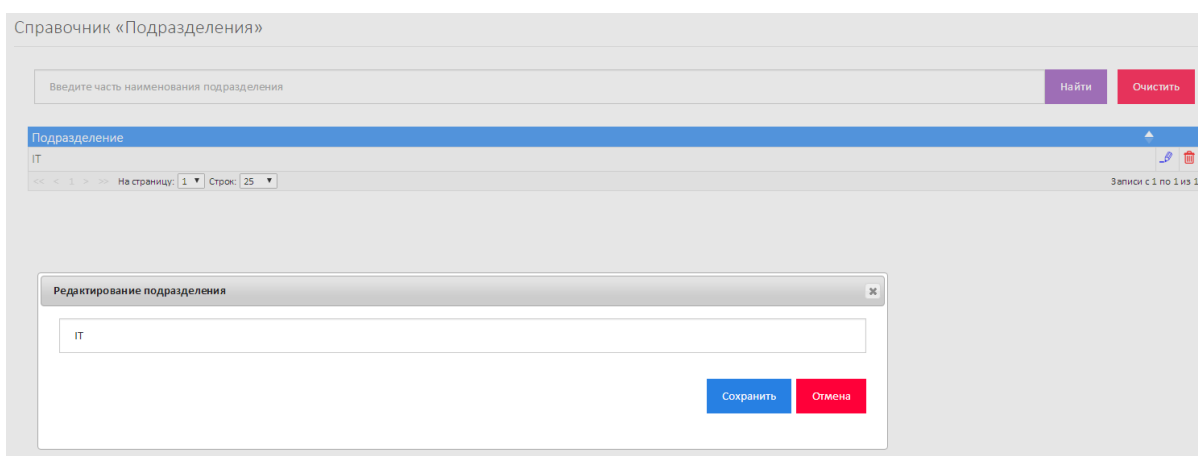 Справочник «Подразделения»
Введите часть наименования подразделения Найти Очистить
Подразделение
IT
<< < 1 > >> На страницу: 1 Строк: 25 Записи с 1 по 1 из 1
Редактирование подразделения
IT
Сохранить Отмена